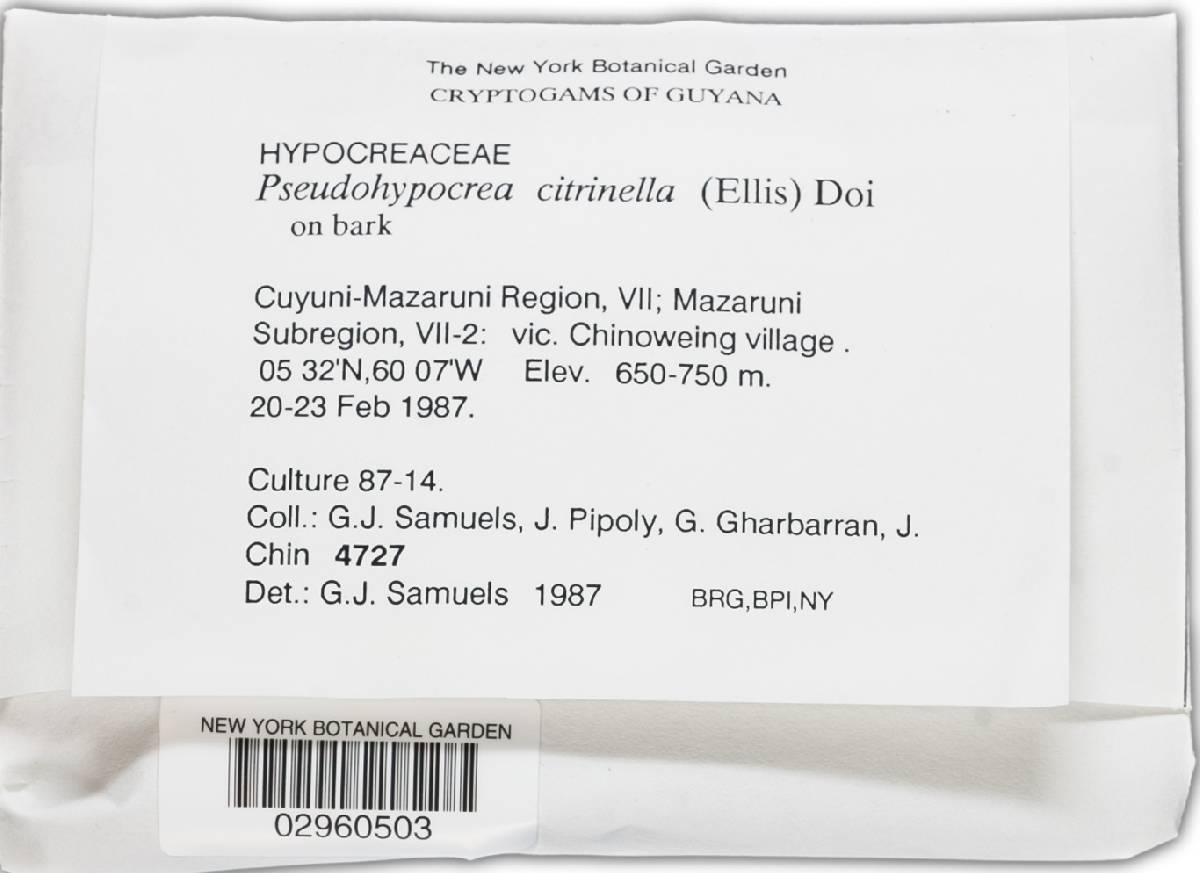 The New York Botanical Garden
CRYPTOGAMS OF GUYANA
HYPOCREACEAE
Pseudohypocrea citrinella (Ellis) Doi
on bark
Cuyuni-Mazaruni Region, VII; Mazaruni
Subregion, VII-2: vic. Chinoweing village .
05 32'N,60 07'W Elev. 650-750 m.
20-23 Feb 1987.
Culture 87-14.
Coll.: G.J. Samuels, J. Pipoly, G. Gharbarran, J.
Chin 4727
Det.: G.J. Samuels 1987 BRG,BPI,NY
NEW YORK BOTANICAL GARDEN
02960503